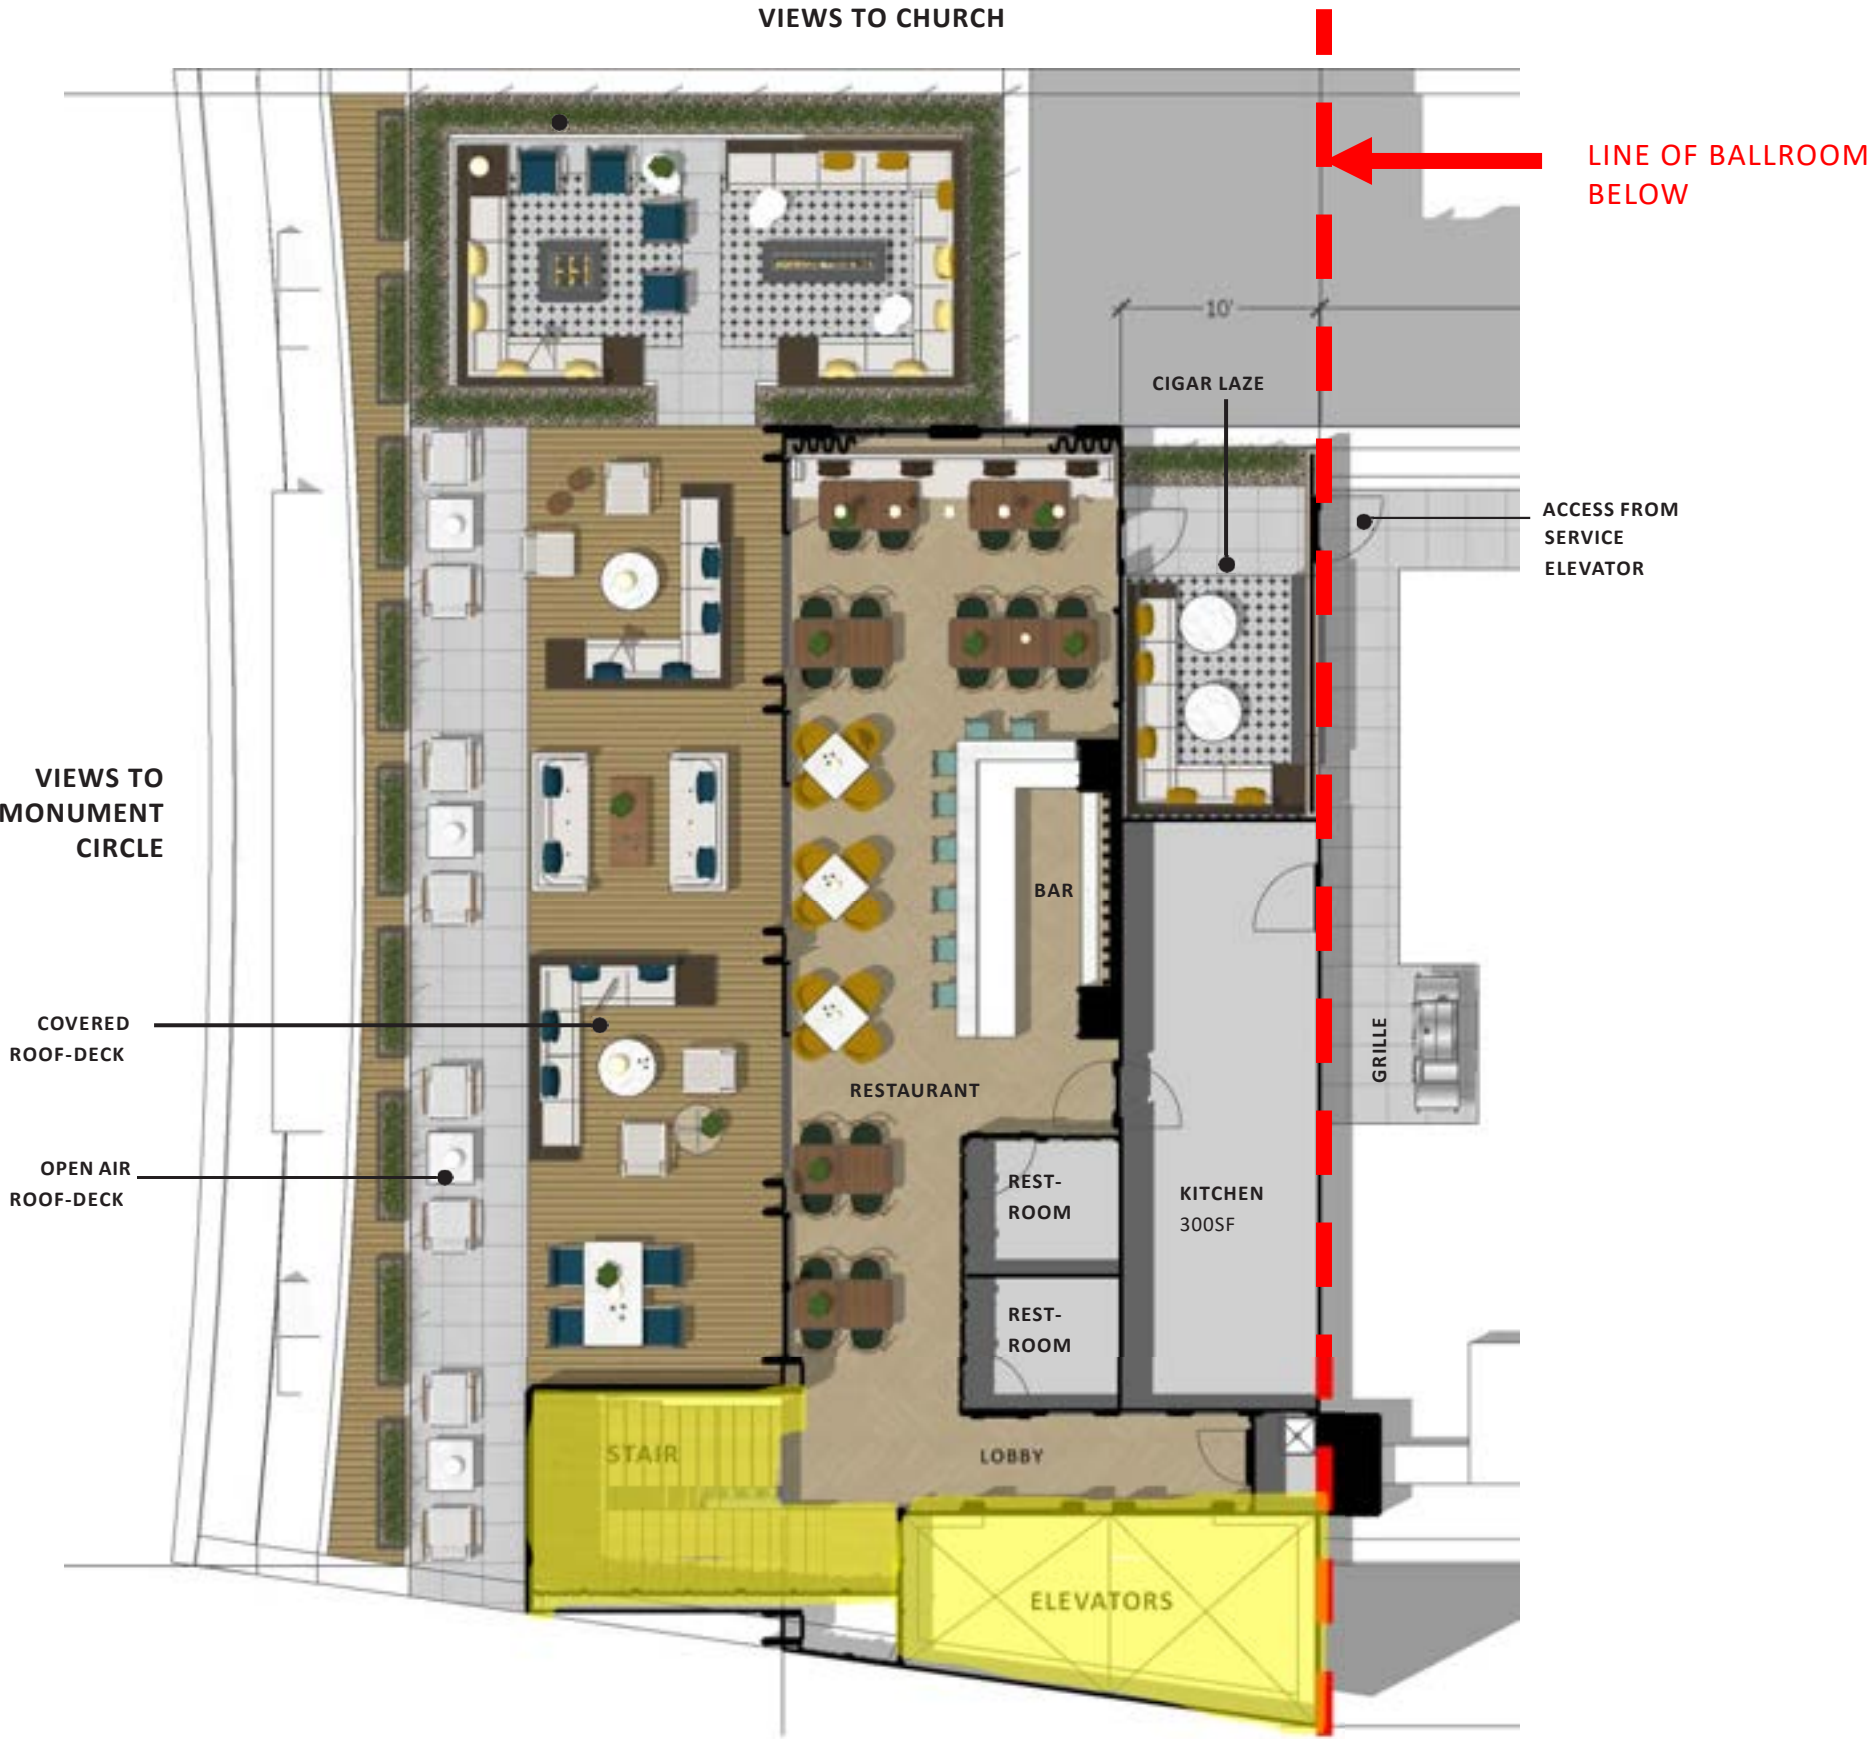 VIEWS TO CHURCH
LINE OF BALLROOM
BELOW
10'
CIGAR LAZE
ACCESS FROM
SERVICE
ELEVATOR
VIEWS TO
MONUMENT
CIRCLE
BAR
COVERED
ROOF-DECK
GRILLE
RESTAURANT
OPEN AIR
ROOF-DECK
REST-
ROOM
KITCHEN
300SF
REST-
ROOM
STAIR
LOBBY
ELEVATORS